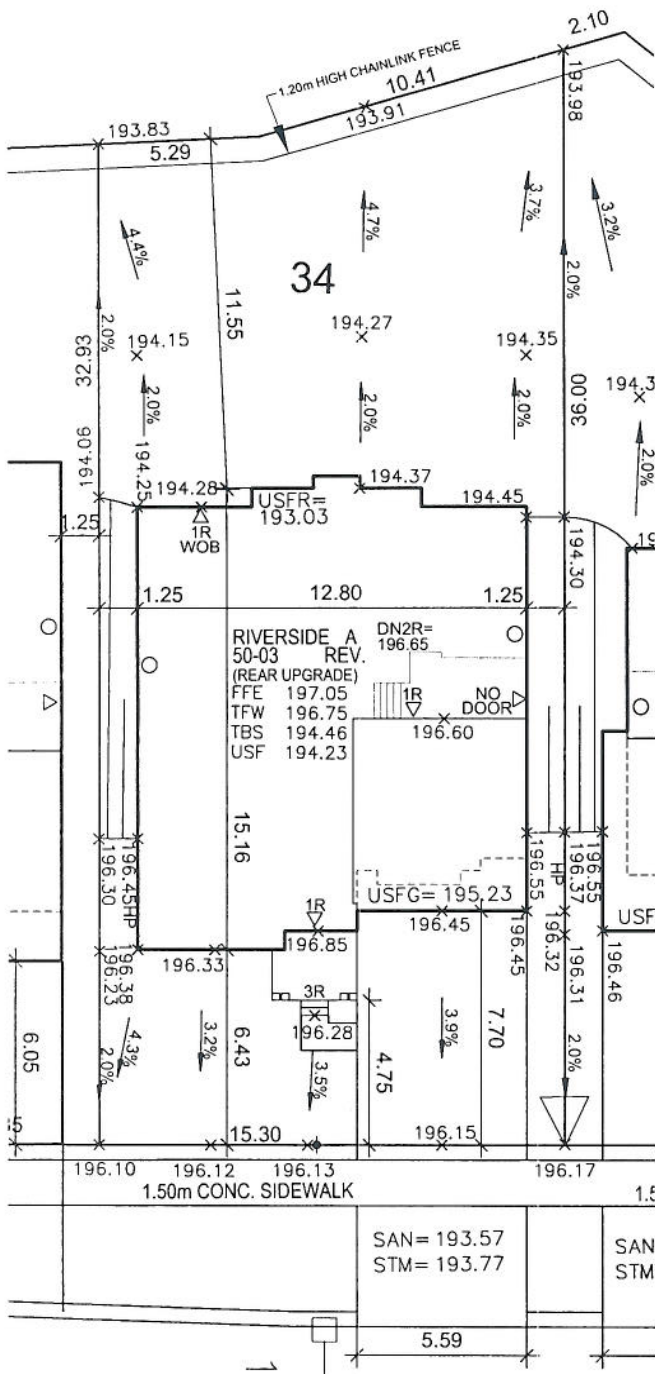 2.10
1.20m HIGH CHAINLINK FENCE
10.41
193.91
193.98
193.83
5.29
4.4%
4.7%
3.7%
3.2%
34
11.55
2.0%
2.0%
32.93
194.15
194.27
194.35
36.00
194.3
2.0%
2.0%
2.0%
2.0%
194.06
194.25
194.28
194.37
194.45
USFR=
193.03
1R
WOB
1.25
194.30
19
1.25
12.80
1.25
RIVERSIDE A
50-03 REV.
(REAR UPGRADE)
FFE 197.05
TFW 196.75
TBS 194.46
USF 194.23
DN2R=
196.65
1R
NO
DOOR
196.60
15.16
196.30
196.45HP
196.55
HP
196.37
196.55
USFG= 195.23
USF
1R
196.85
196.45
196.45
196.32
196.31
196.46
196.33
196.38
196.23
3R
196.28
6.05
2.0%
4.3%
3.2%
6.43
3.5%
4.75
3.9%
7.70
2.0%
15.30
196.15
196.10
196.12
196.13
196.17
1.50m CONC. SIDEWALK
1.5
SAN= 193.57
STM= 193.77
SAN
STM
5.59